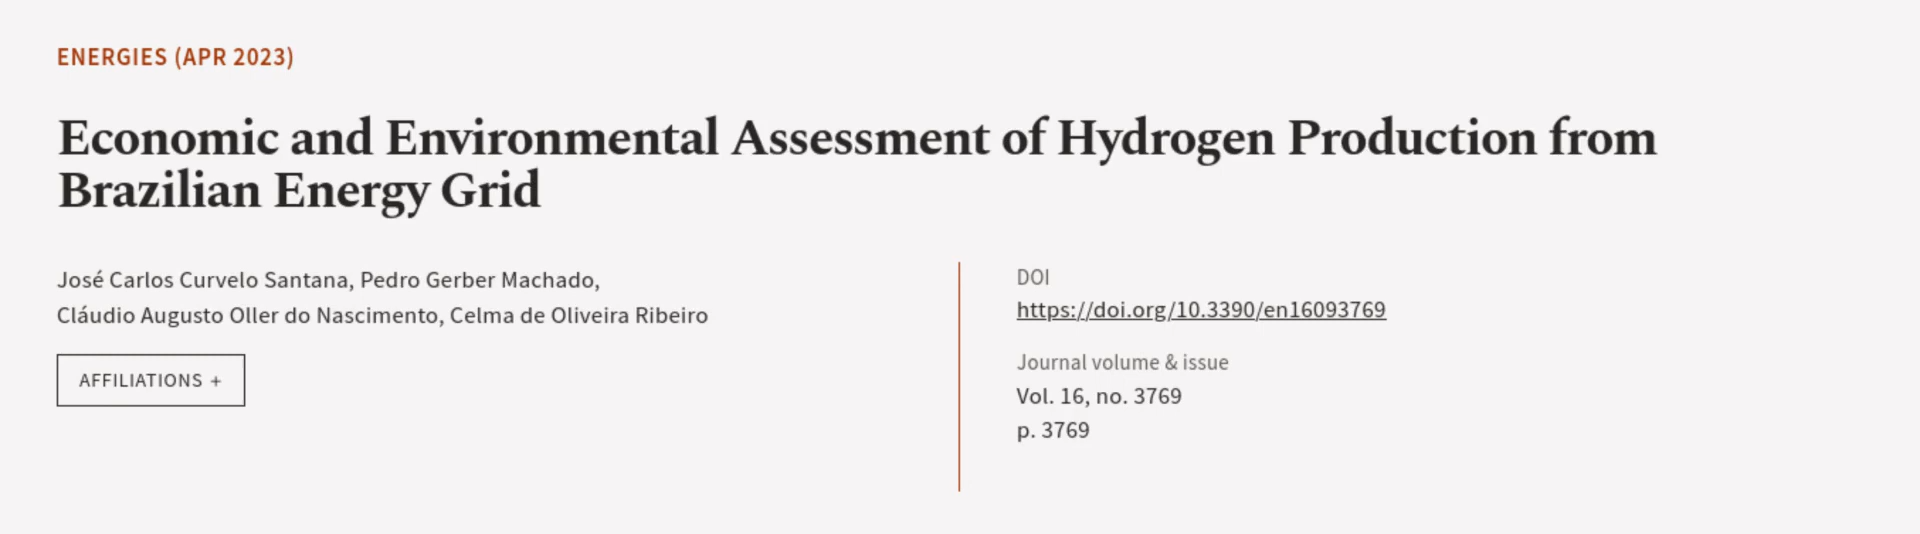 ENERGIES (APR 2023)
Economic and Environmental Assessment of Hydrogen Production from
Brazilian Energy Grid
José Carlos Curvelo Santana, Pedro Gerber Machado,
Cláudio Augusto Oller do Nascimento, Celma de Oliveira Ribeiro
AFFILIATIONS +
DOI
https://doi.org/10.3390/en16093769
Journal volume & issue
Vol. 16, no. 3769
p. 3769